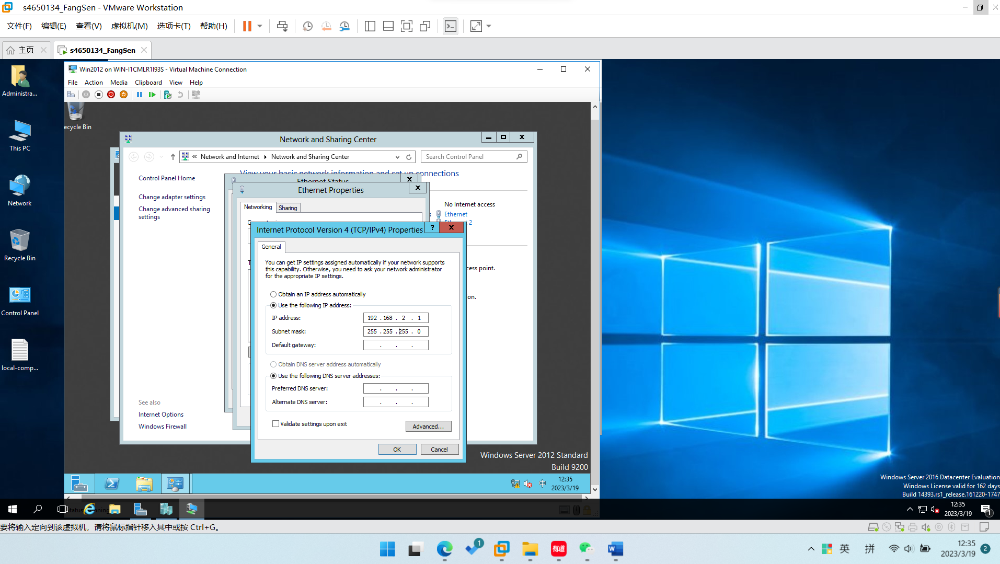 s4650134_FangSen - VMware Workstation
文件(F) 编辑(E) 查看(V) 虚拟机(M) 选项卡(T) 帮助(H)
主页
s4650134_FangSen
Administra...
This PC
Network
Recycle Bin
Control Panel
local-comp...
Win2012 on WIN-I1CMLR1I93S - Virtual Machine Connection
File Action Media Clipboard View Help
ecycle Bin
Network and Sharing Center
« Network and Internet Network and Sharing Center
Search Control Panel
Control Panel Home
Change adapter settings
Change advanced sharing
settings
View your basic network information and set up connections
No Internet access
Ethernet
Ethernet 2
cess point.
on.
See also
Internet Options
Windows Firewall
Ethernet Status
Ethernet Properties
Networking Sharing
Internet Protocol Version 4 (TCP/IPv4) Properties ?
General
You can get IP settings assigned automatically if your network supports
this capability. Otherwise, you need to ask your network administrator
for the appropriate IP settings.
Obtain an IP address automatically
Use the following IP address:
IP address: 192 . 168 . 2 . 1
Subnet mask: 255 . 255 . 255 . 0
Default gateway: . . .
Obtain DNS server address automatically
Use the following DNS server addresses:
Preferred DNS server: . . .
Alternate DNS server: . . .
Validate settings upon exit
Advanced...
OK Cancel
Windows Server 2012 Standard
Build 9200
中
12:35
2023/3/19
Windows Server 2016 Datacenter Evaluation
Windows License valid for 162 days
Build 14393.rs1_release.161220-1747
12:35
2023/3/19
1
要将输入定向到该虚拟机，请将鼠标指针移入其中或按 Ctrl+G。
1
有道
英 拼
12:35
2023/3/19
2